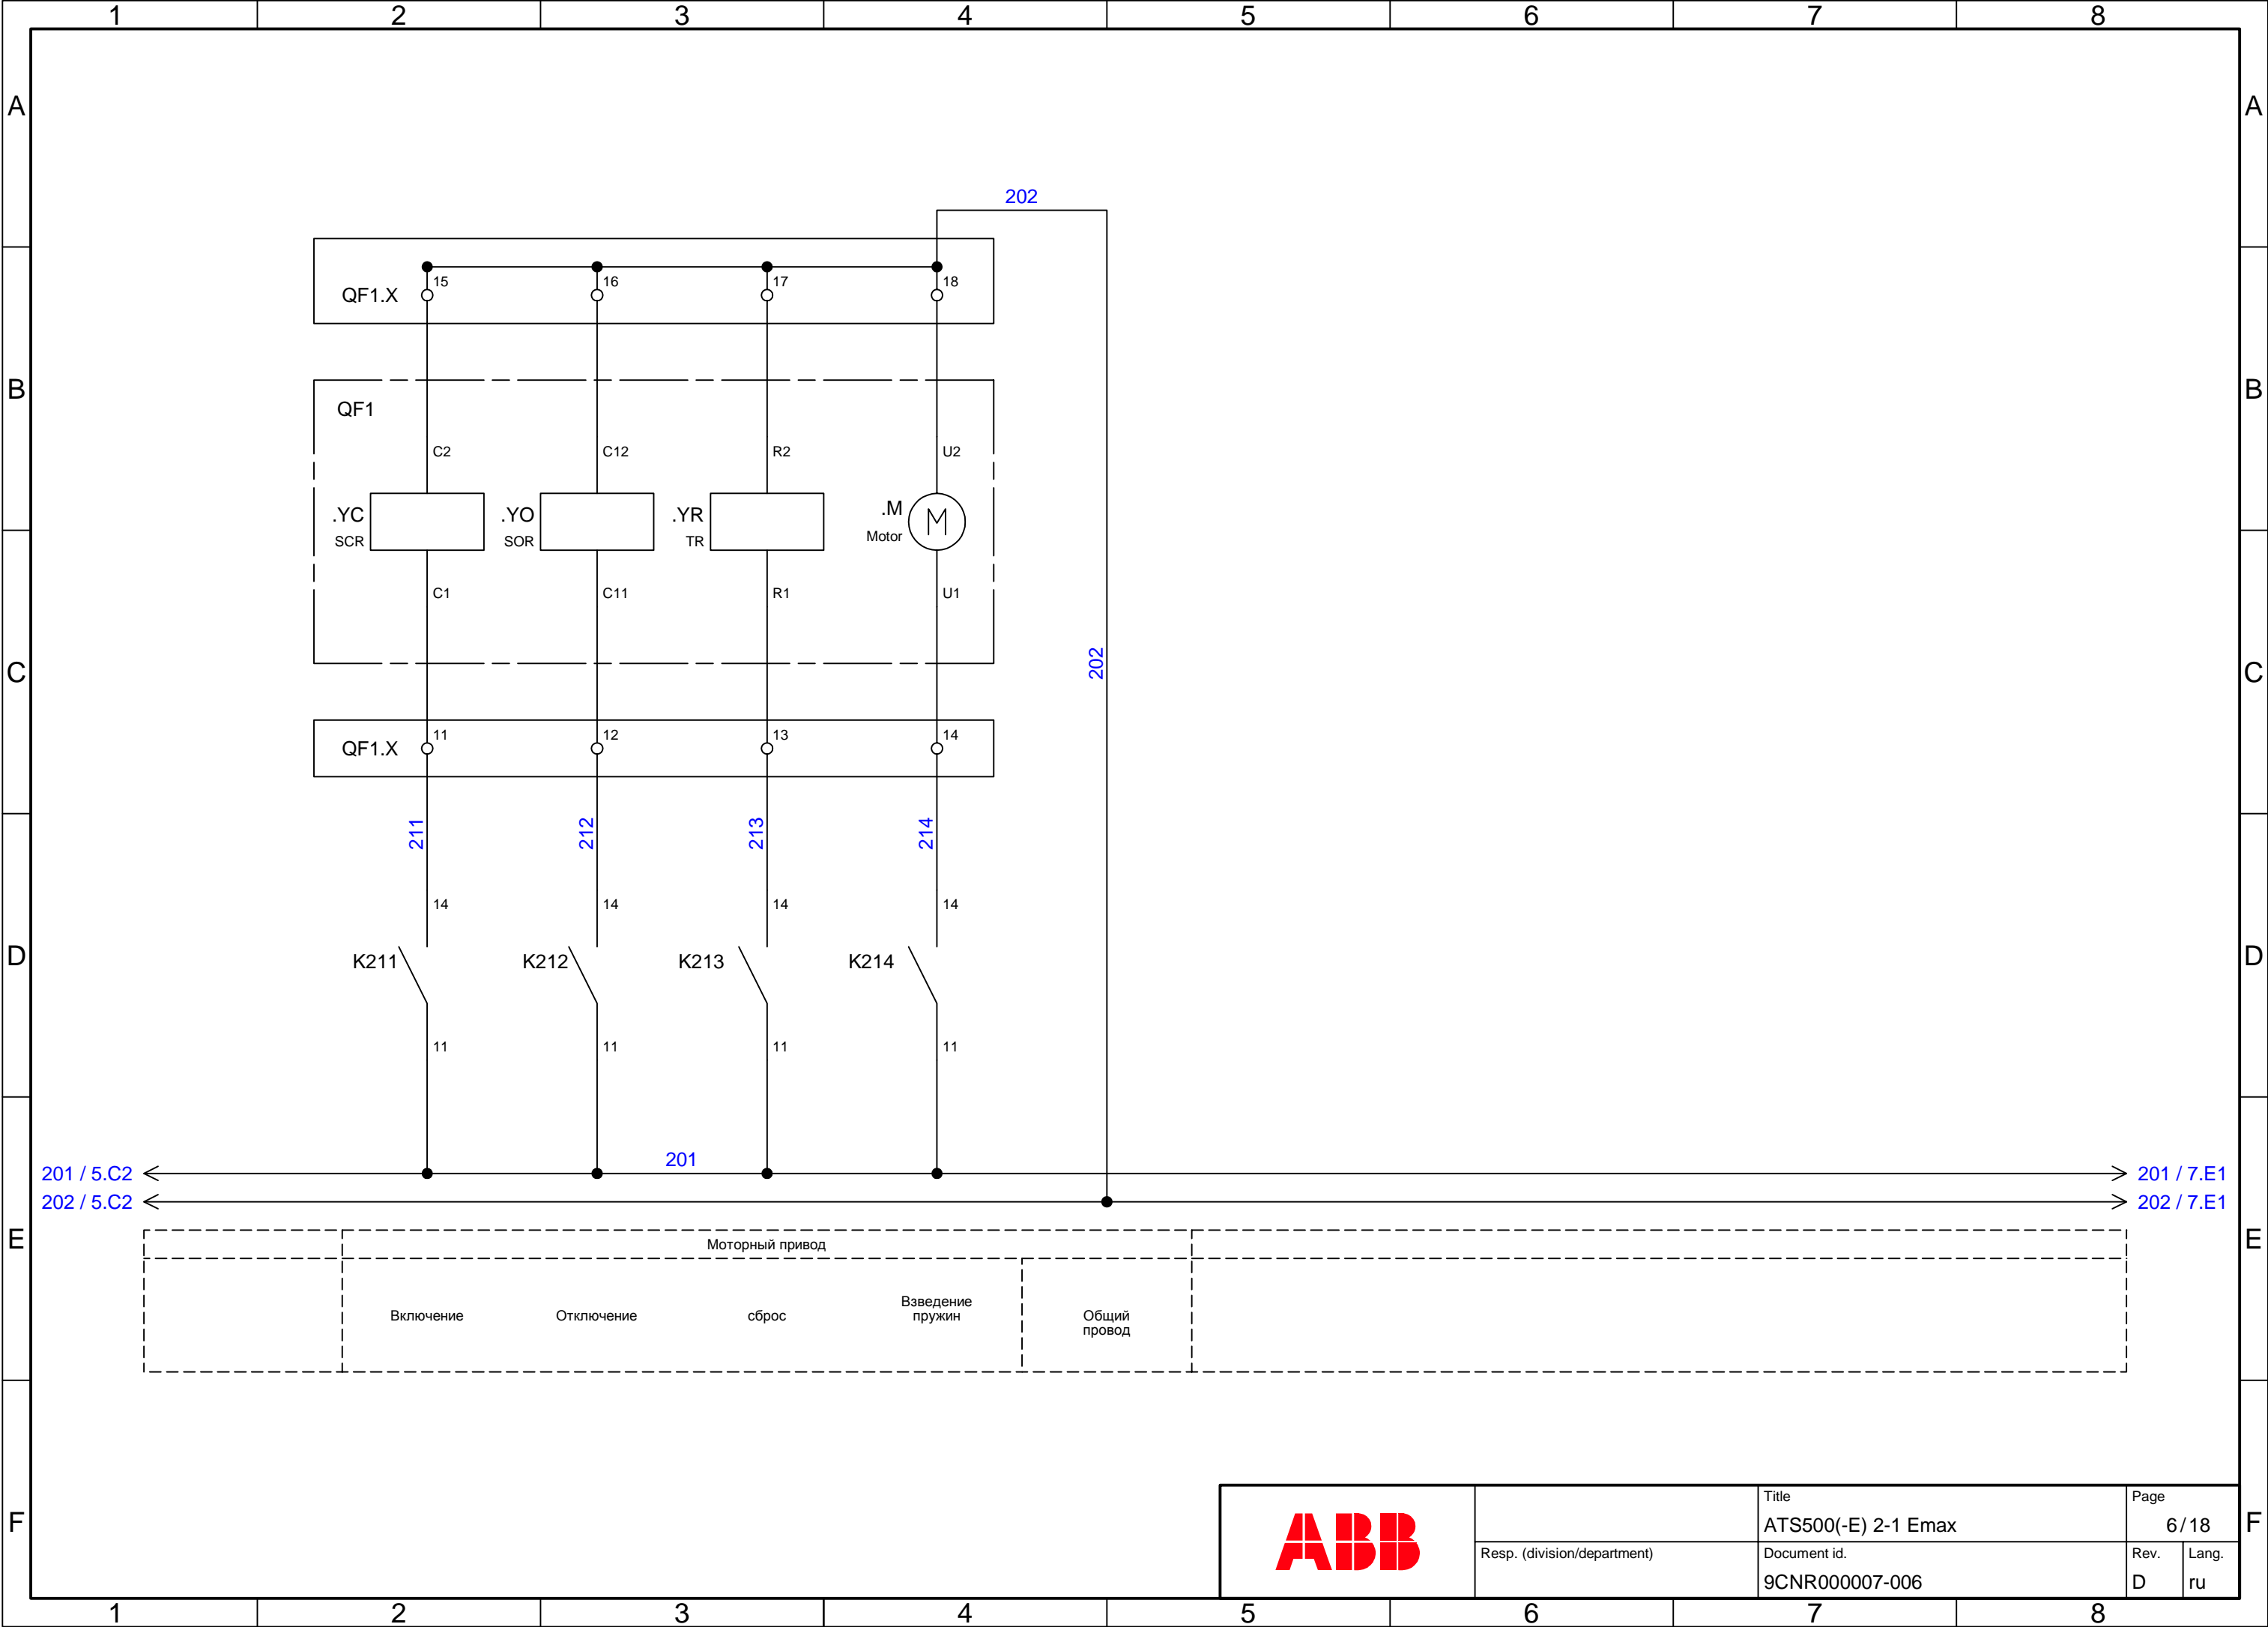 1 2 3 4 5 6 7 8
A A
202
15 16 17 18
QF1.X
B B
QF1
C2 C12 R2 U2
.YC .YO .YR .M M
SCR SOR TR Motor
C1 C11 R1 U1
202
C C
11 12 13 14
QF1.X
211 212 213 214
14 14 14 14
D D
K211 K212 K213 K214
11 11 11 11
201
201 / 5.C2 201 / 7.E1
202 / 5.C2 202 / 7.E1
E E
Моторный привод
Включение Отключение сброс Взведение
пружин
Общий
провод
F F
ABB
Title
ATS500(-E) 2-1 Emax
Page
6/18
Resp. (division/department)
Document id.
9CNR000007-006
Rev.
D
Lang.
ru
1 2 3 4 5 6 7 8